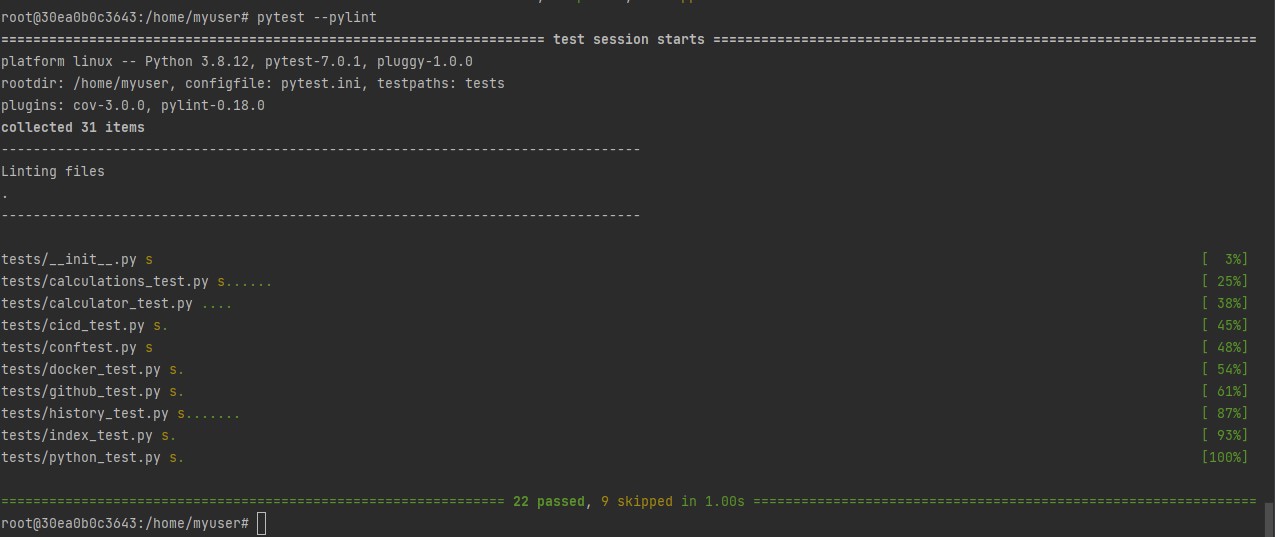 root@30ea0b0c3643:/home/myuser# pytest --pylint
==================================================================== test session starts ====================================================================
platform linux -- Python 3.8.12, pytest-7.0.1, pluggy-1.0.0
rootdir: /home/myuser, configfile: pytest.ini, testpaths: tests
plugins: cov-3.0.0, pylint-0.18.0
collected 31 items
--------------------------------------------------------------------------------
Linting files
.
--------------------------------------------------------------------------------
tests/__init__.py s [  3%]
tests/calculations_test.py s...... [ 25%]
tests/calculator_test.py .... [ 38%]
tests/cicd_test.py s. [ 45%]
tests/conftest.py s [ 48%]
tests/docker_test.py s. [ 54%]
tests/github_test.py s. [ 61%]
tests/history_test.py s....... [ 87%]
tests/index_test.py s. [ 93%]
tests/python_test.py s. [100%]
=============================================================== 22 passed, 9 skipped in 1.00s ===============================================================
root@30ea0b0c3643:/home/myuser#